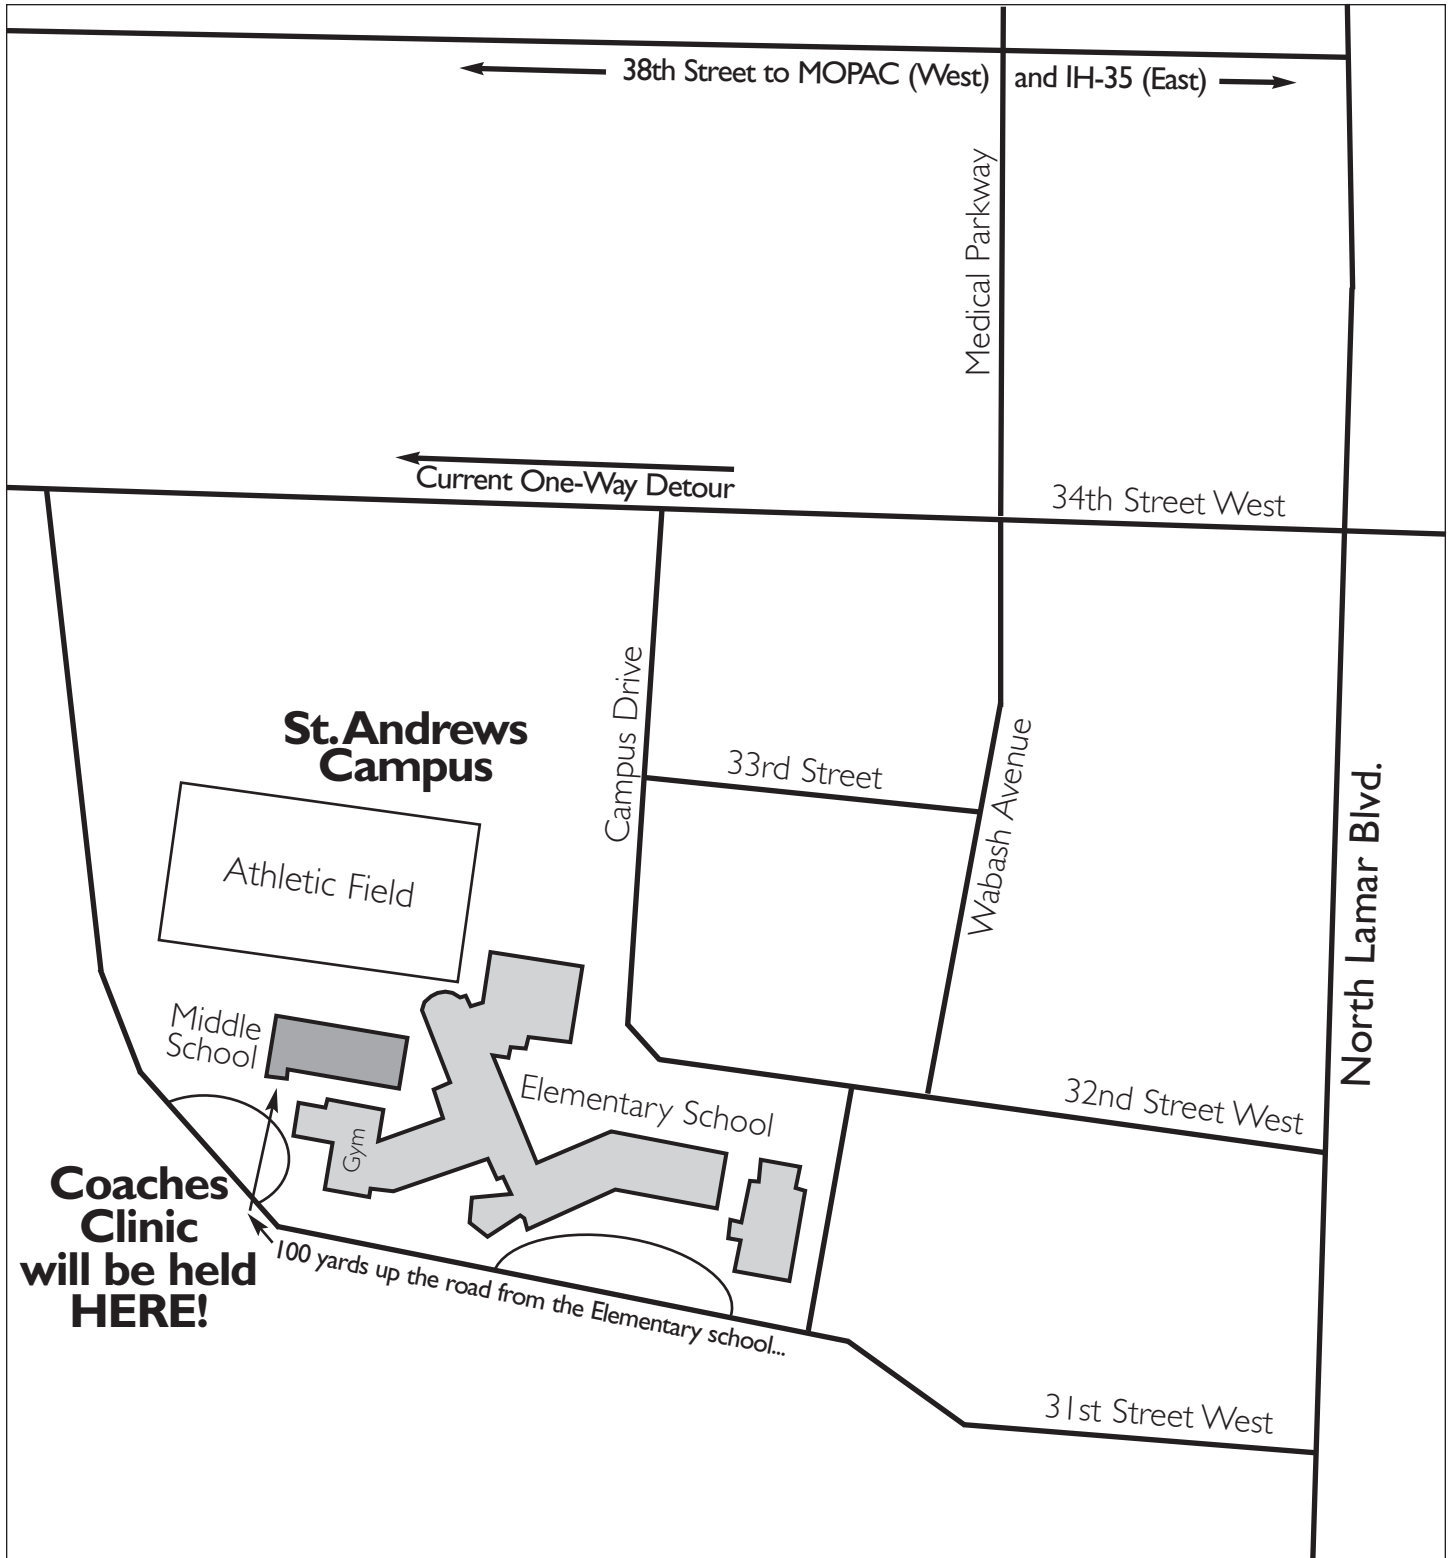 38th Street to MOPAC (West) and IH-35 (East)
Medical Parkway
Current One-Way Detour
34th Street West
St. Andrews
Campus
Campus Drive
33rd Street
Wabash Avenue
North Lamar Blvd.
Athletic Field
Middle
School
Elementary School
32nd Street West
Gym
Coaches
Clinic
will be held
HERE!
100 yards up the road from the Elementary school...
31st Street West